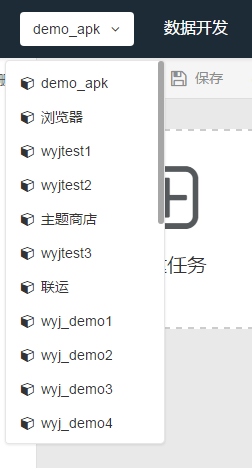 demo_apk
数据开发
保存
demo_apk
浏览器
wyjtest1
wyjtest2
主题商店
wyjtest3
任务
联运
wyj_demo1
wyj_demo2
wyj_demo3
wyj_demo4